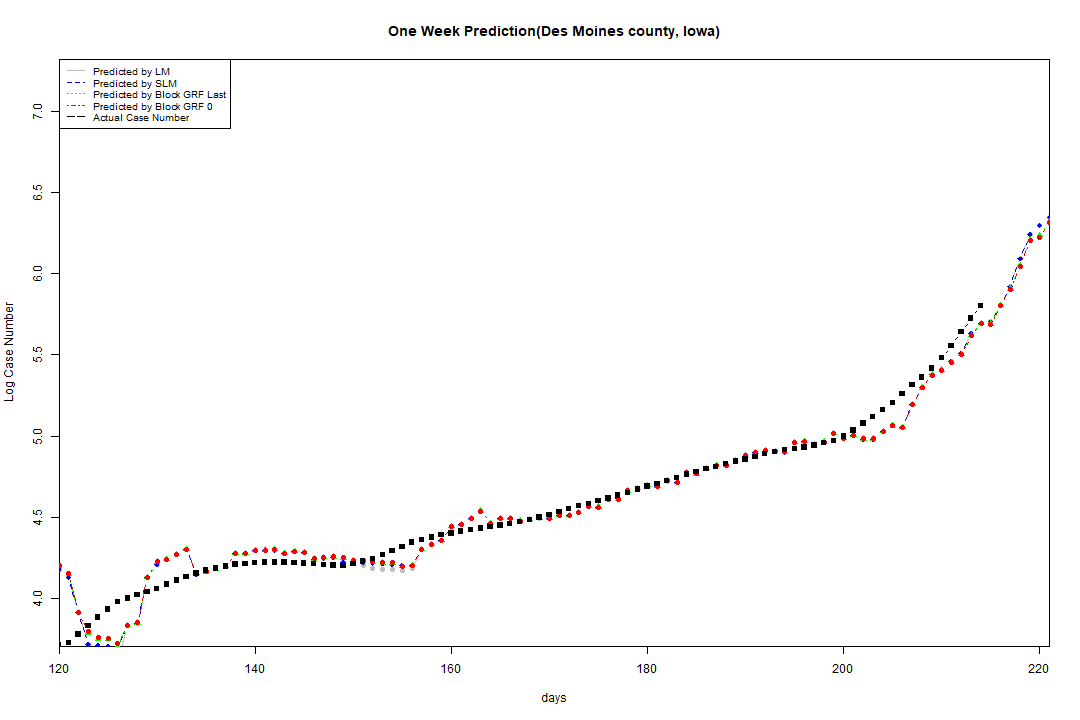 One Week Prediction(Des Moines county, Iowa)
Predicted by LM
Predicted by SLM
Predicted by Block GRF Last
Predicted by Block GRF 0
Actual Case Number
7.0
6.5
6.0
5.5
5.0
4.5
4.0
Log Case Number
120 140 160 180 200 220
days